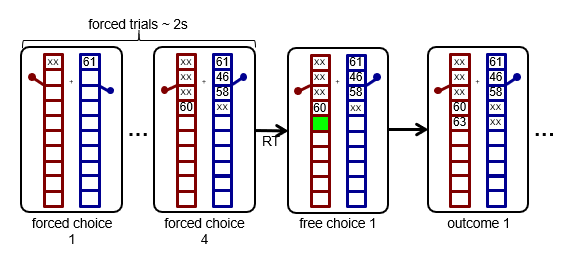 forced trials ~ 2s
xx 61
+
...
xx 61
xx 46
xx 58
60 xx
+
RT
xx 61
xx 46
xx 58
60 xx
+
xx 61
xx 46
xx 58
60 xx
63 xx
+
...
forced choice
1
forced choice
4
free choice 1
outcome 1